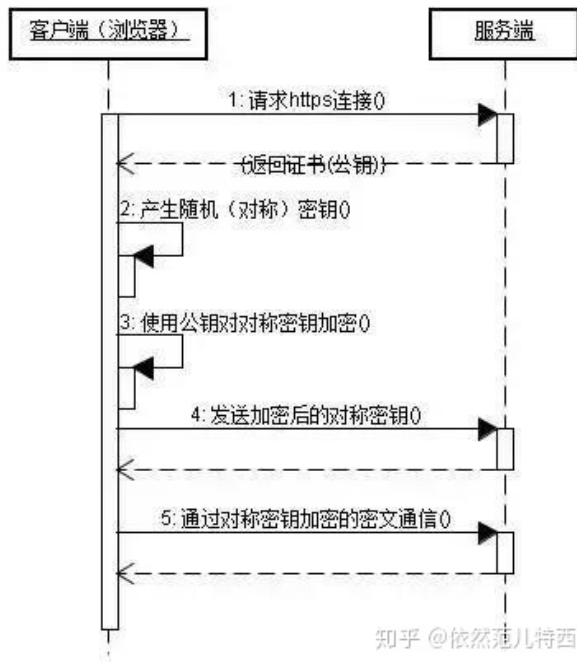 客户端（浏览器）
服务端
1: 请求https连接()
(返回证书(公钥))
2: 产生随机（对称）密钥()
3: 使用公钥对对称密钥加密()
4: 发送加密后的对称密钥()
5: 通过对称密钥加密的密文通信()
知乎 @依然范儿特西